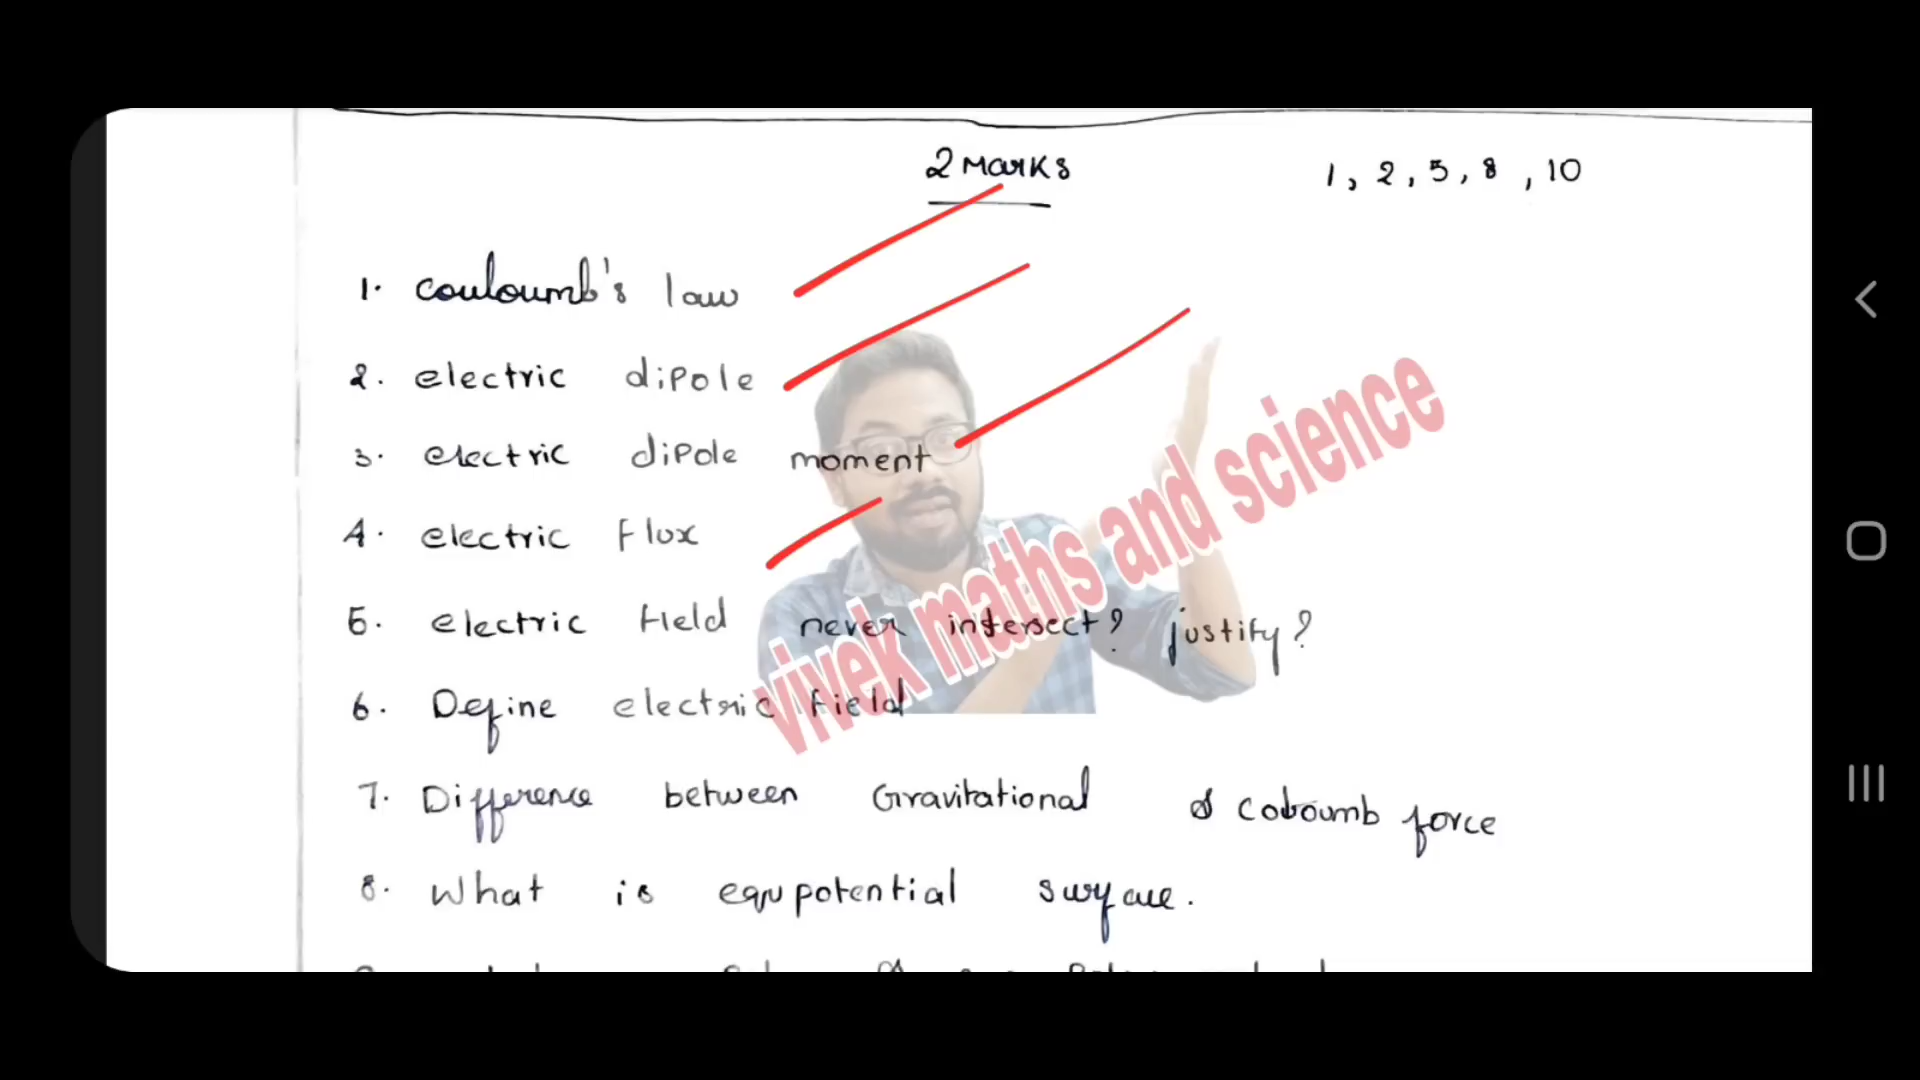 2 Marks
1, 2, 5, 8, 10
1. couloumb's law
2. electric dipole
3. electric dipole moment
4. electric flux
5. electric field never intersect? justify?
6. Define electric field
7. Difference between Gravitational & coloumb force
8. What is equpotential surface.
vivek maths and science